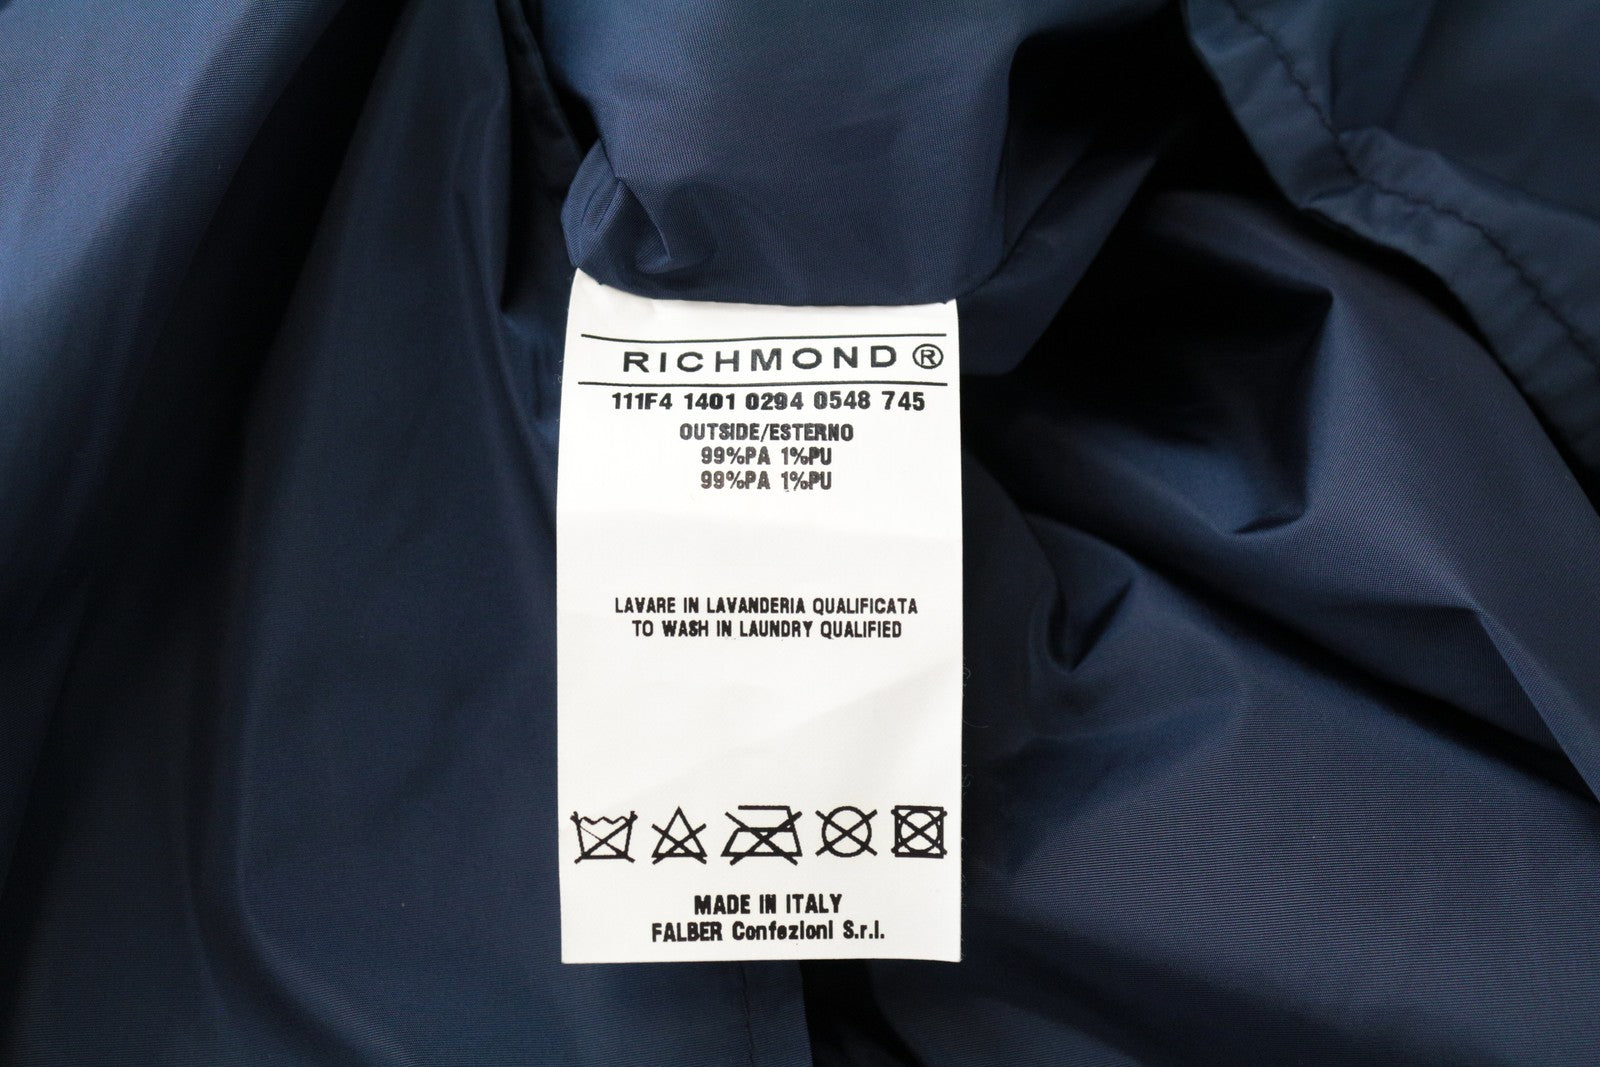 RICHMOND®
111F4 1401 0294 0548 745
OUTSIDE/ESTERNO
99%PA 1%PU
99%PA 1%PU
LAVARE IN LAVANDERIA QUALIFICATA
TO WASH IN LAUNDRY QUALIFIED
MADE IN ITALY
FALBER Confezioni S.r.l.